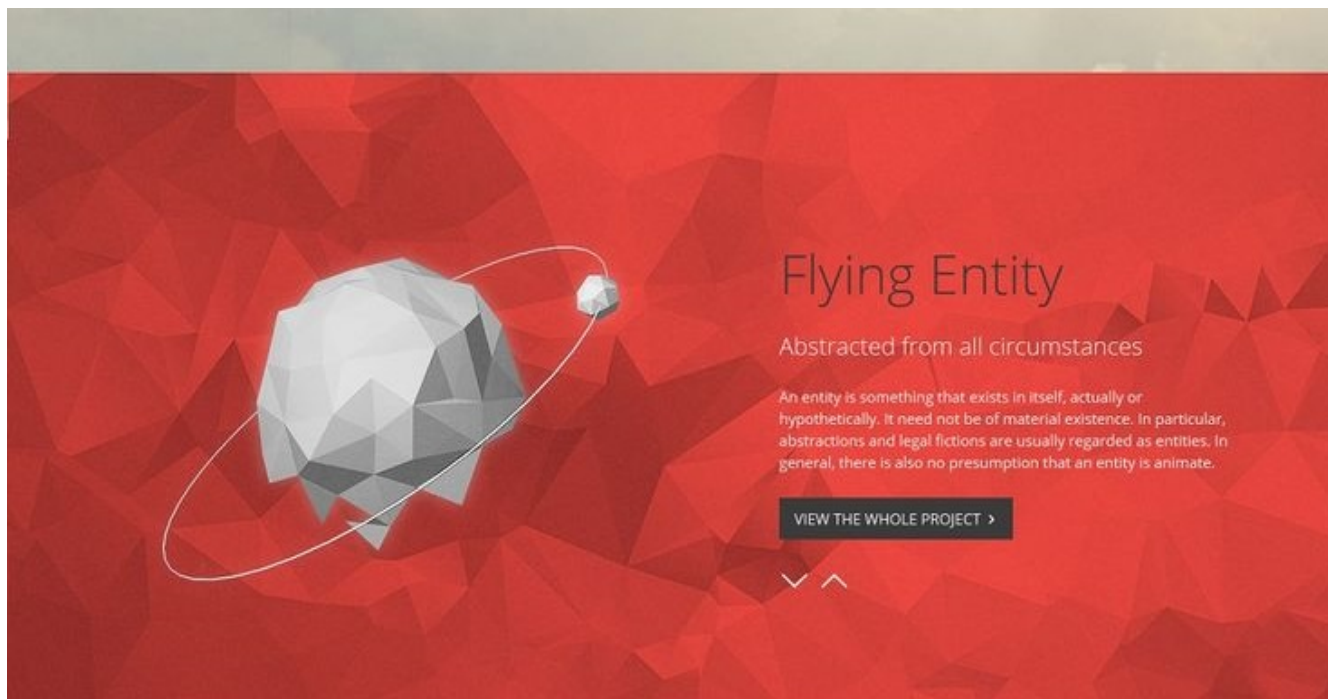 Flying Entity
Abstracted from all circumstances
An entity is something that exists in itself, actually or
hypothetically. It need not be of material existence. In particular,
abstractions and legal fictions are usually regarded as entities. In
general, there is also no presumption that an entity is animate.
VIEW THE WHOLE PROJECT